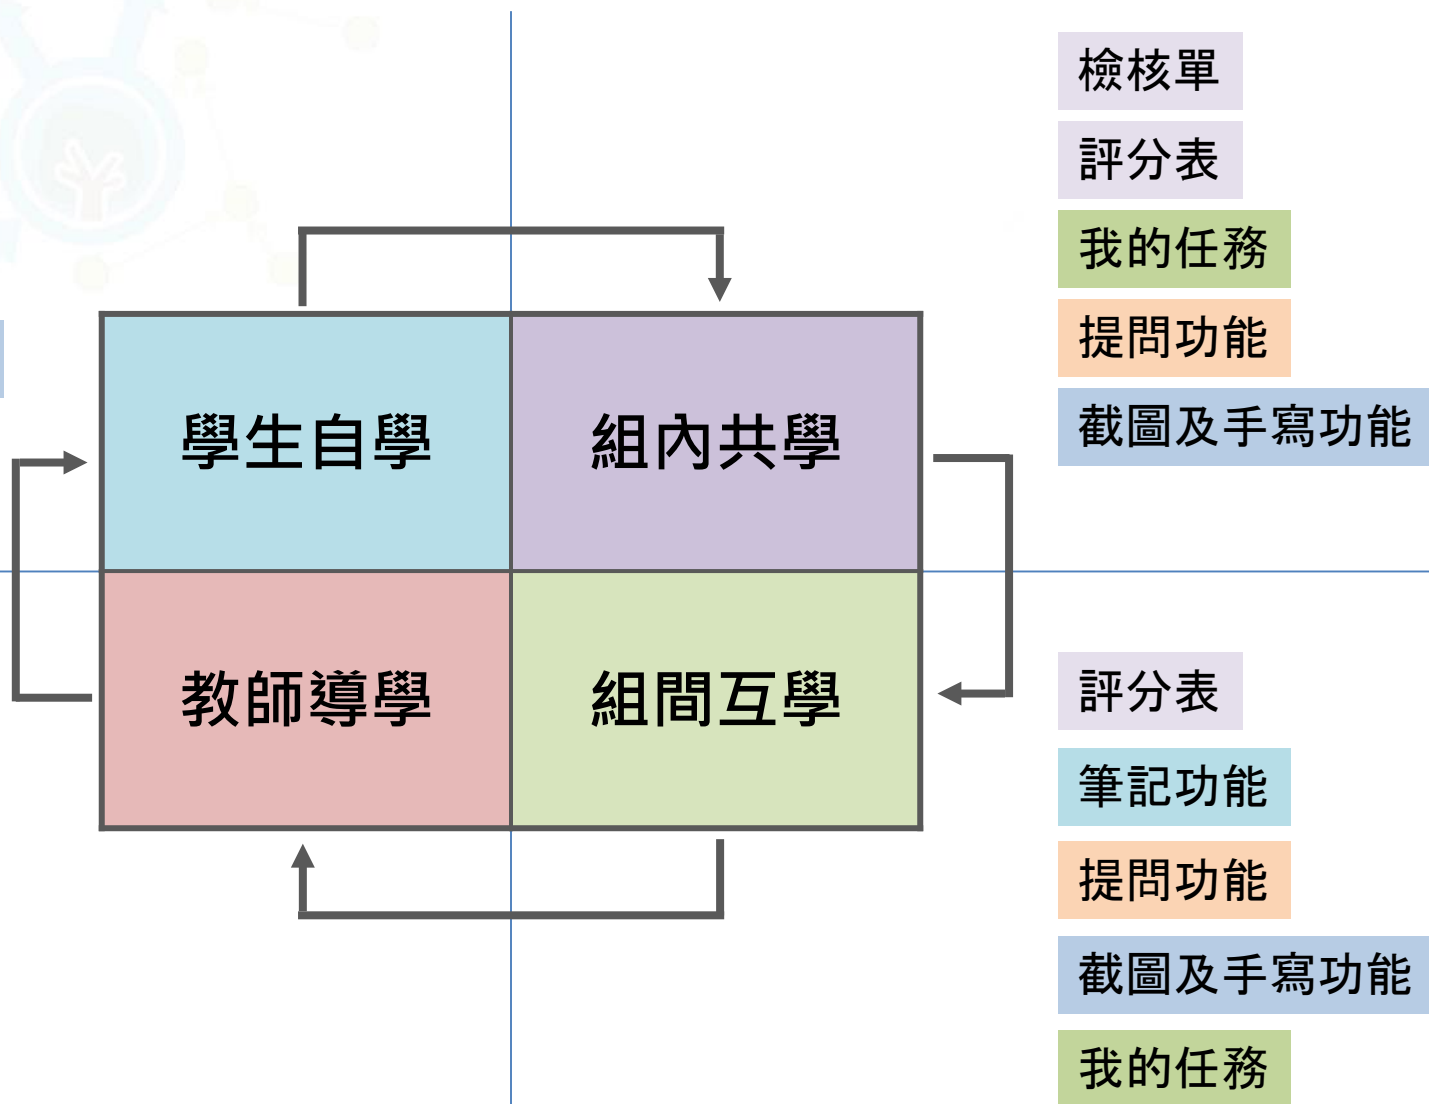 檢核單
評分表
我的任務
提問功能
截圖及手寫功能
學生自學
組內共學
教師導學
組間互學
評分表
筆記功能
提問功能
截圖及手寫功能
我的任務